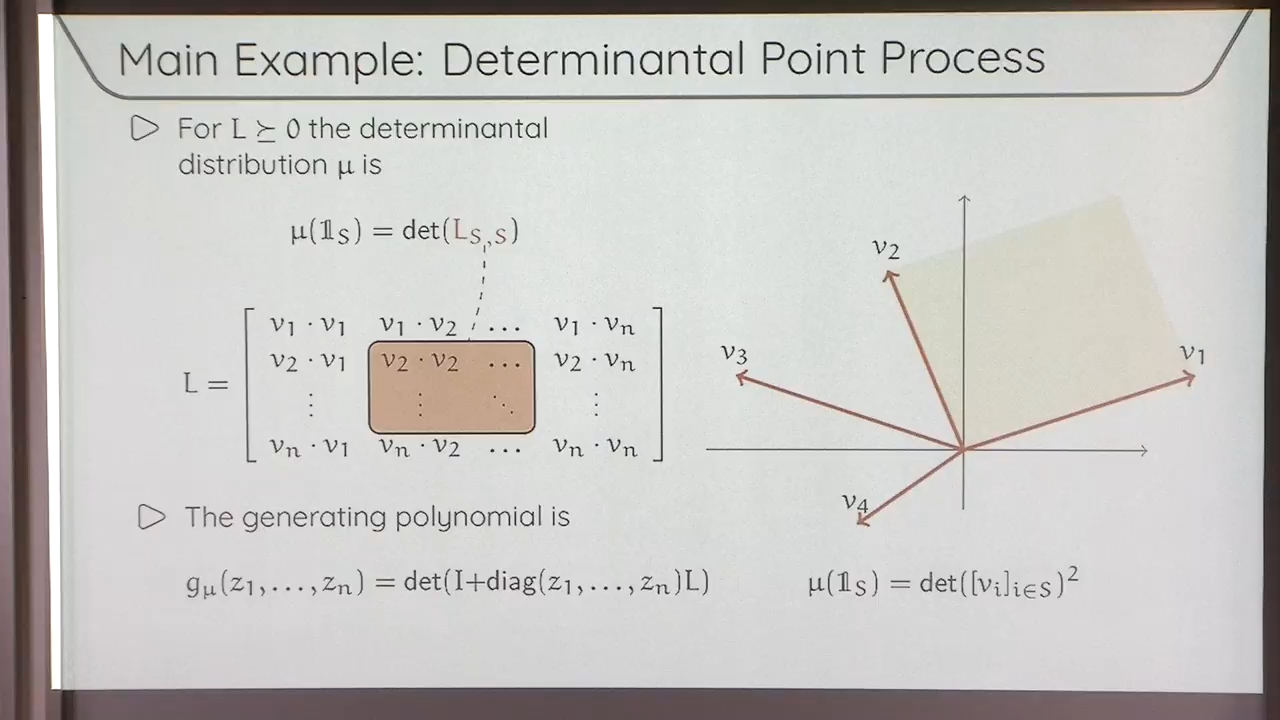 Main Example: Determinantal Point Process
▷ For L ⪰ 0 the determinantal
distribution μ is
μ(𝟙_S) = det(L_{S,S})
v₁ · v₁ v₁ · v₂ … v₁ · vₙ
L = v₂ · v₁ v₂ · v₂ … v₂ · vₙ
⋮ ⋮ ⋱ ⋮
vₙ · v₁ vₙ · v₂ … vₙ · vₙ
▷ The generating polynomial is
g_μ(z₁,…,zₙ) = det(I+diag(z₁,…,zₙ)L)
v₂
v₃
v₁
v₄
μ(𝟙_S) = det([vᵢ]_{i∈S})²